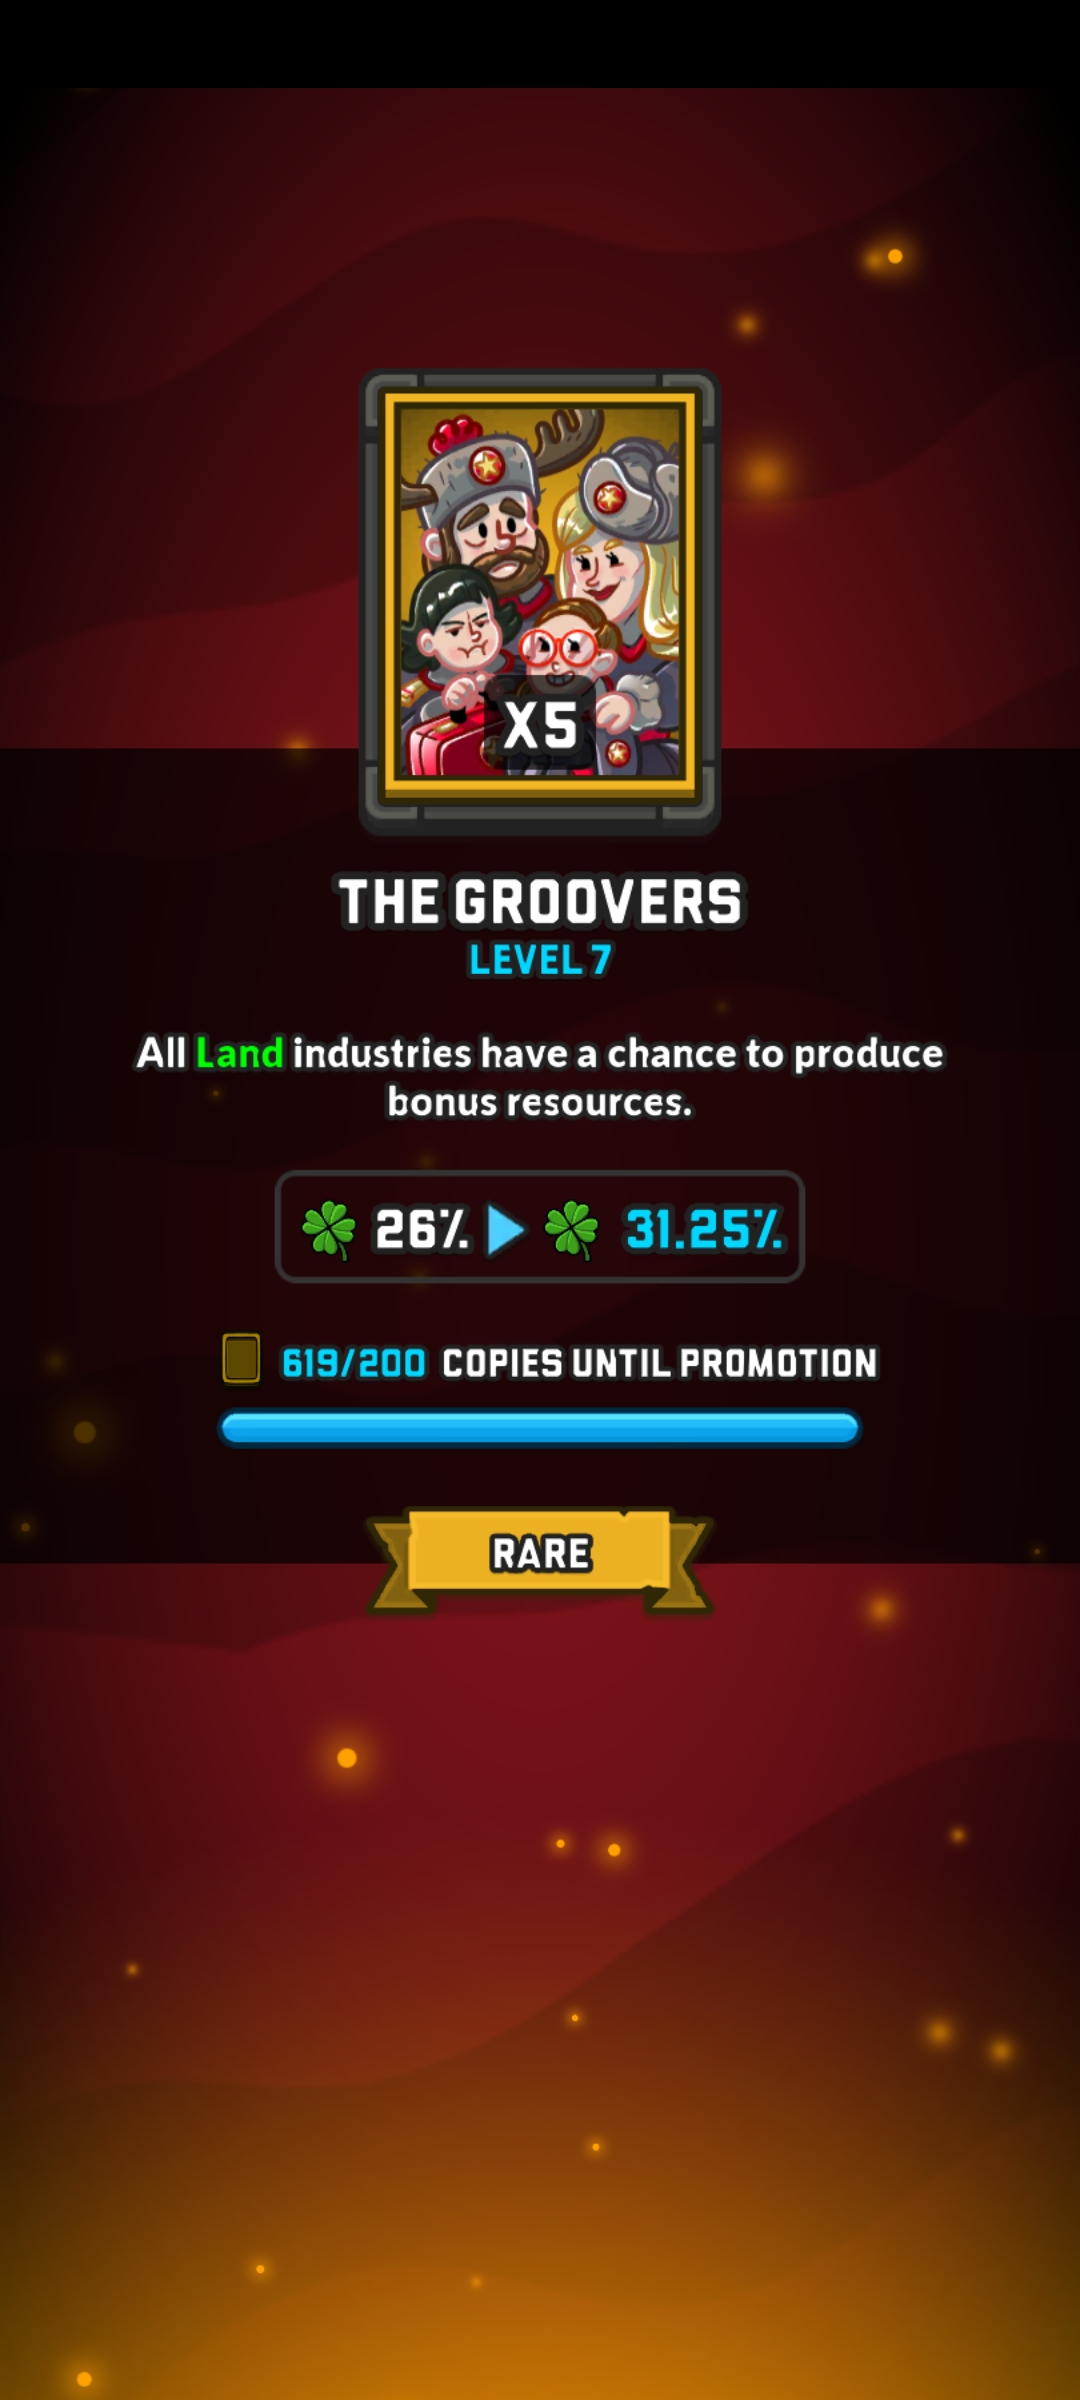 X5
THE GROOVERS
LEVEL 7
All Land industries have a chance to produce
bonus resources.
26% 31.25%
619/200 COPIES UNTIL PROMOTION
RARE